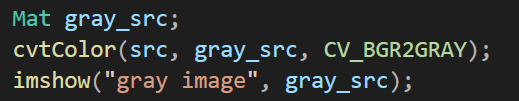 Mat gray_src;
cvtColor(src, gray_src, CV_BGR2GRAY);
imshow("gray image", gray_src);